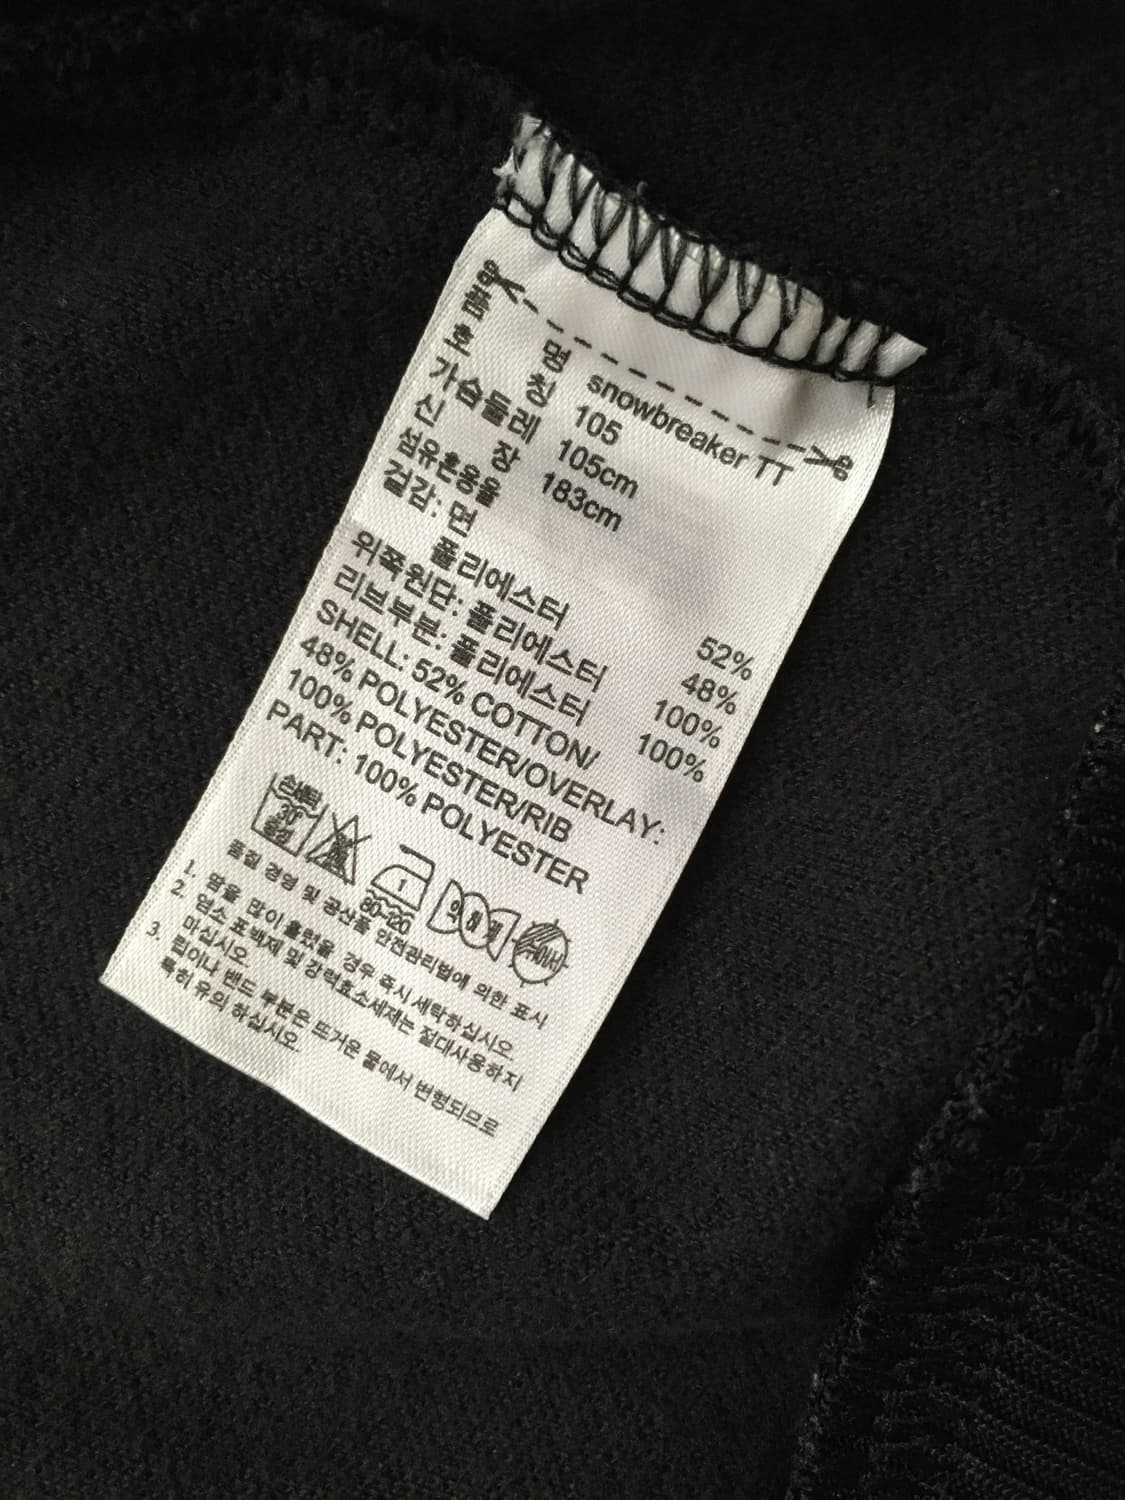 품 명 snowbreaker TT
호 칭 105
가슴둘레 105cm
신 장 183cm
섬유혼용율
겉감: 면 52%
폴리에스터 48%
위쪽원단: 폴리에스터 100%
리브부분: 폴리에스터 100%
SHELL: 52% COTTON/
48% POLYESTER/OVERLAY:
100% POLYESTER/RIB
PART: 100% POLYESTER
80~120
품질 경영 및 공산품 안전관리법에 의한 표시
1. 땀을 많이 흘렸을 경우 즉시 세탁하십시오.
2. 염소 표백제 및 강력효소세제는 절대사용하지
마십시오
3. 립이나 밴드 부분은 뜨거운 물에서 변형되므로
특히 유의 하십시오.